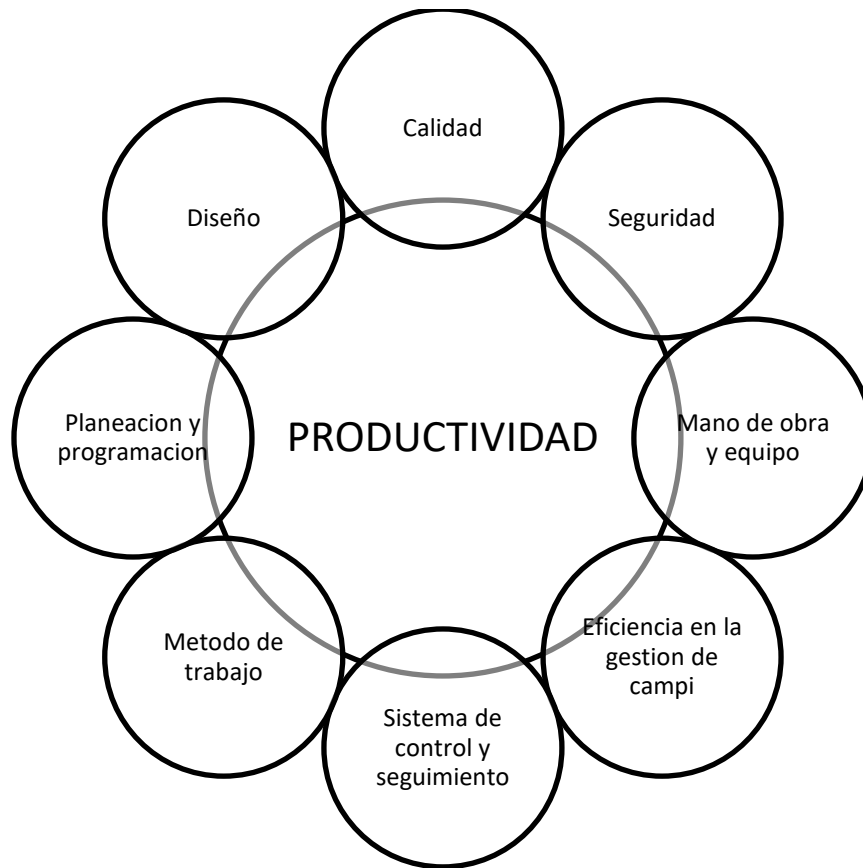 Calidad
Seguridad
Mano de obra
y equipo
Eficiencia en la
gestion de
campi
Sistema de
control y
seguimiento
Metodo de
trabajo
Planeacion y
programacion
Diseño
PRODUCTIVIDAD